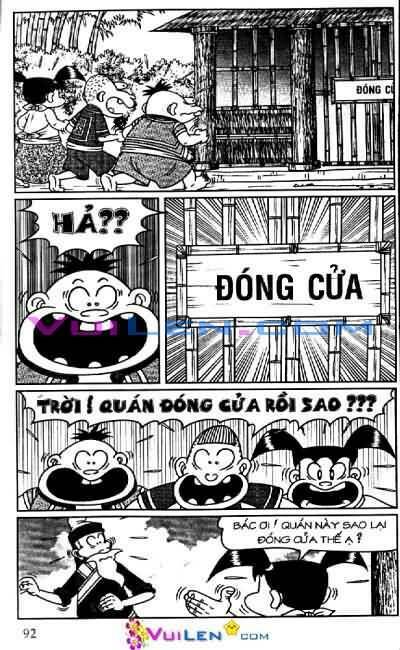 ĐÓNG CỬ
HẢ??
ĐÓNG CỬA
VUILEN.COM
TRỜI! QUÁN ĐÓNG CỬA RỒI SAO???
BÁC ƠI! QUÁN NÀY SAO LẠI
ĐÓNG CỬA THẾ Ạ?
92
VUILEN.COM